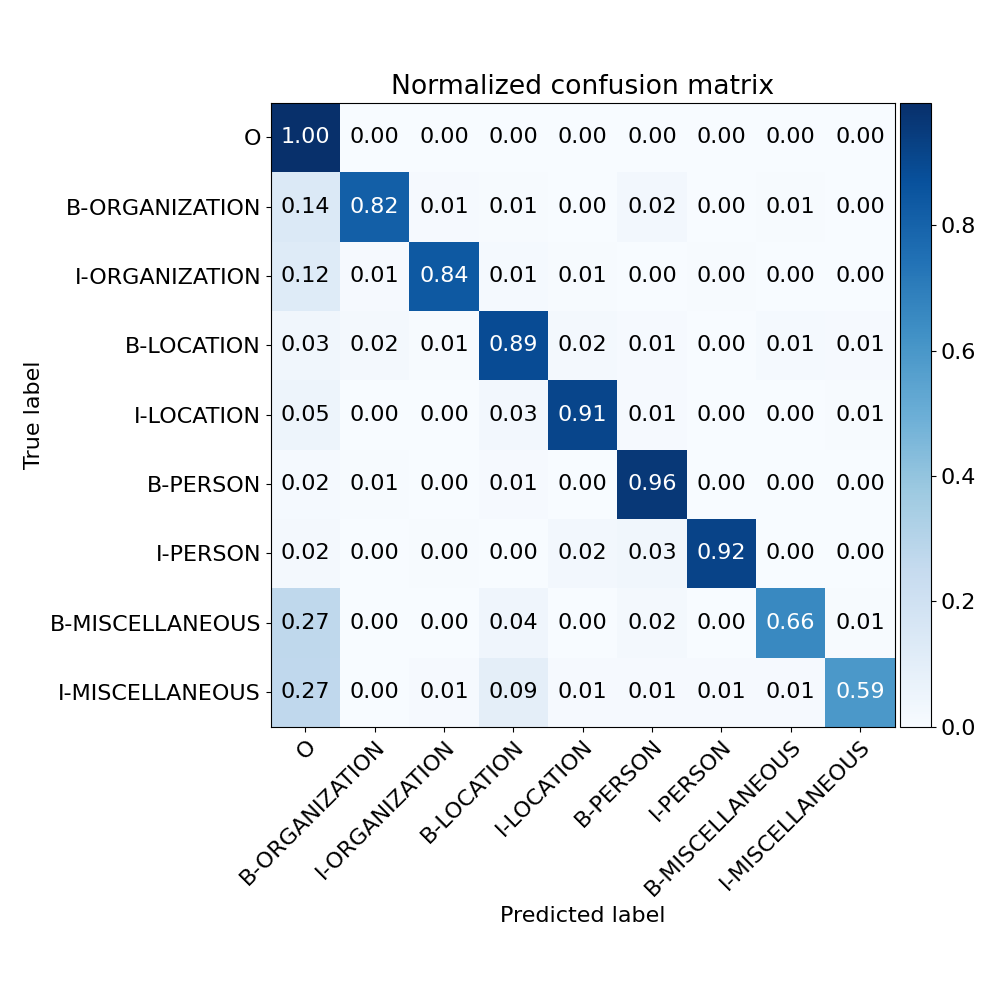 Normalized confusion matrix
O 1.00 0.00 0.00 0.00 0.00 0.00 0.00 0.00 0.00
B-ORGANIZATION 0.14 0.82 0.01 0.01 0.00 0.02 0.00 0.01 0.00
I-ORGANIZATION 0.12 0.01 0.84 0.01 0.01 0.00 0.00 0.00 0.00
B-LOCATION 0.03 0.02 0.01 0.89 0.02 0.01 0.00 0.01 0.01
I-LOCATION 0.05 0.00 0.00 0.03 0.91 0.01 0.00 0.00 0.01
B-PERSON 0.02 0.01 0.00 0.01 0.00 0.96 0.00 0.00 0.00
I-PERSON 0.02 0.00 0.00 0.00 0.02 0.03 0.92 0.00 0.00
B-MISCELLANEOUS 0.27 0.00 0.00 0.04 0.00 0.02 0.00 0.66 0.01
I-MISCELLANEOUS 0.27 0.00 0.01 0.09 0.01 0.01 0.01 0.01 0.59
True label
O
B-ORGANIZATION
I-ORGANIZATION
B-LOCATION
I-LOCATION
B-PERSON
I-PERSON
B-MISCELLANEOUS
I-MISCELLANEOUS
Predicted label
0.8
0.6
0.4
0.2
0.0